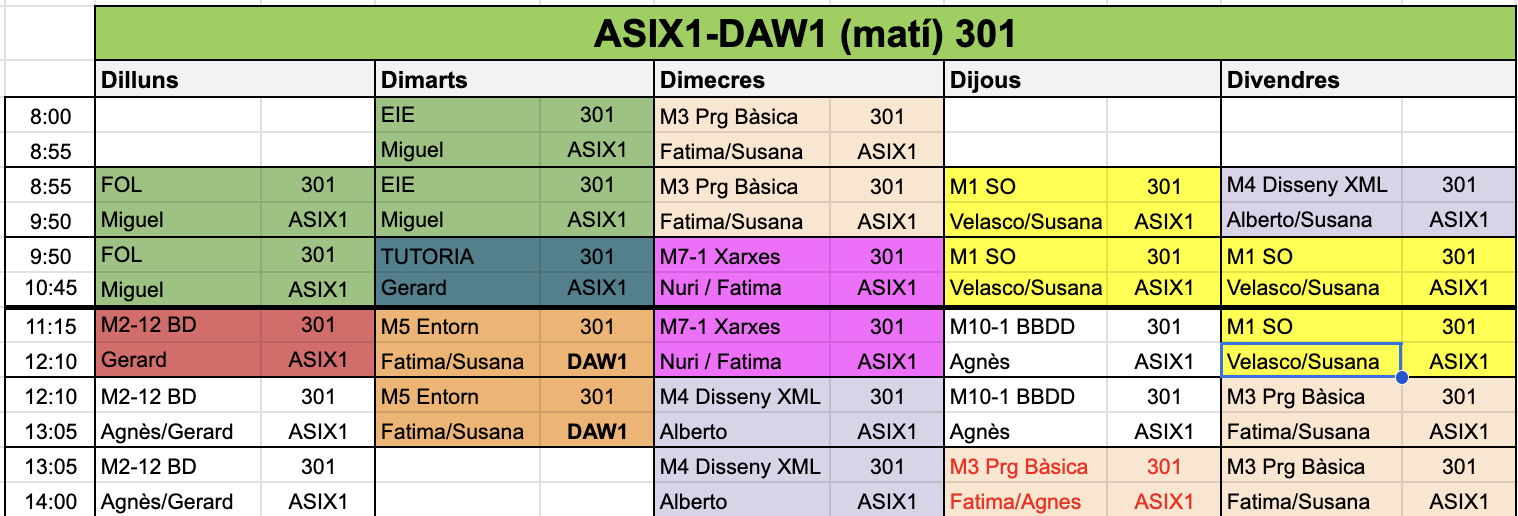 ASIX1-DAW1 (matí) 301
Dilluns Dimarts Dimecres Dijous Divendres
8:00 EIE 301 M3 Prg Bàsica 301
8:55 Miguel ASIX1 Fatima/Susana ASIX1
8:55 FOL 301 EIE 301 M3 Prg Bàsica 301 M1 SO 301 M4 Disseny XML 301
9:50 Miguel ASIX1 Miguel ASIX1 Fatima/Susana ASIX1 Velasco/Susana ASIX1 Alberto/Susana ASIX1
9:50 FOL 301 TUTORIA 301 M7-1 Xarxes 301 M1 SO 301 M1 SO 301
10:45 Miguel ASIX1 Gerard ASIX1 Nuri / Fatima ASIX1 Velasco/Susana ASIX1 Velasco/Susana ASIX1
11:15 M2-12 BD 301 M5 Entorn 301 M7-1 Xarxes 301 M10-1 BBDD 301 M1 SO 301
12:10 Gerard ASIX1 Fatima/Susana DAW1 Nuri / Fatima ASIX1 Agnès ASIX1 Velasco/Susana ASIX1
12:10 M2-12 BD 301 M5 Entorn 301 M4 Disseny XML 301 M10-1 BBDD 301 M3 Prg Bàsica 301
13:05 Agnès/Gerard ASIX1 Fatima/Susana DAW1 Alberto ASIX1 Agnès ASIX1 Fatima/Susana ASIX1
13:05 M2-12 BD 301 M4 Disseny XML 301 M3 Prg Bàsica 301 M3 Prg Bàsica 301
14:00 Agnès/Gerard ASIX1 Alberto ASIX1 Fatima/Agnes ASIX1 Fatima/Susana ASIX1